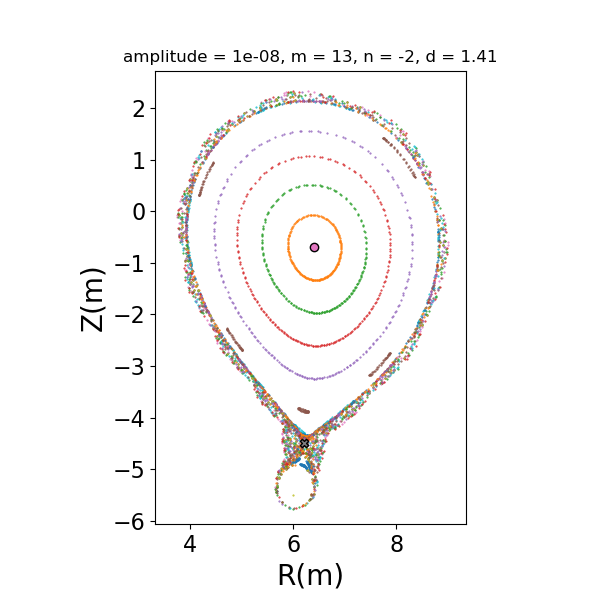 amplitude = 1e-08, m = 13, n = -2, d = 1.41
2
1
0
−1
−2
−3
−4
−5
−6
Z(m)
4 6 8
R(m)